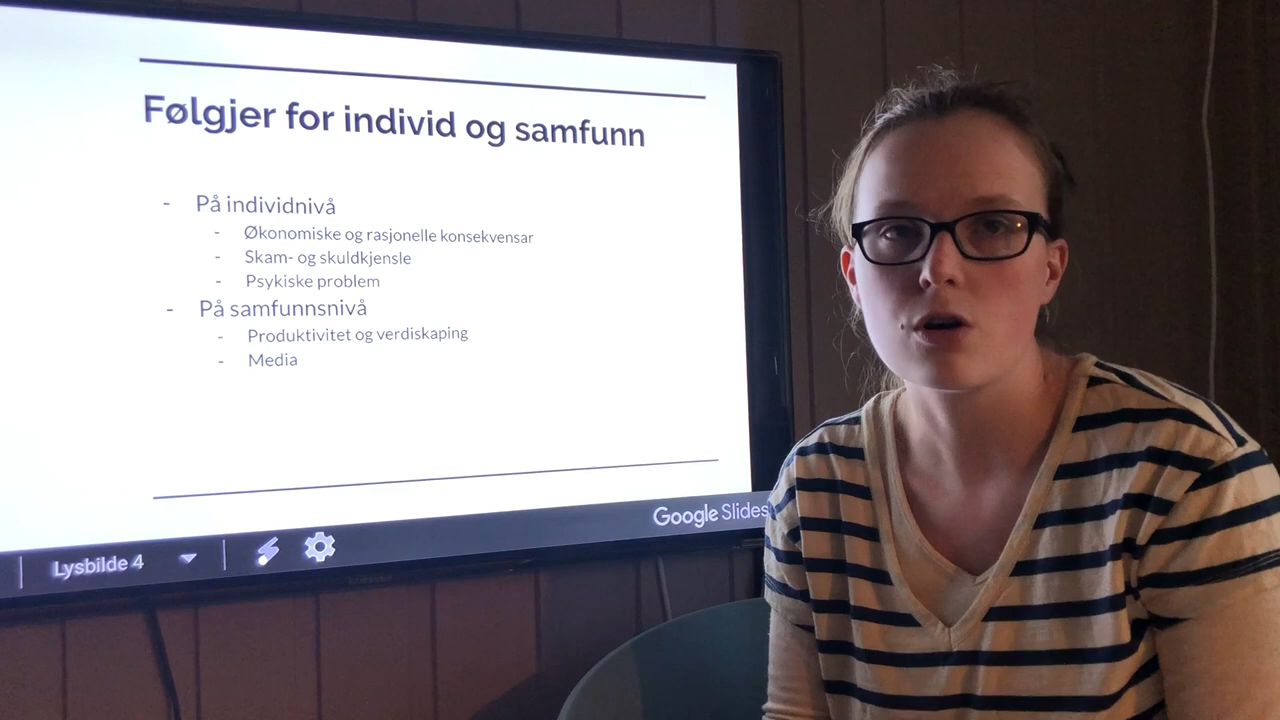 Følgjer for individ og samfunn
- På individnivå
- Økonomiske og rasjonelle konsekvensar
- Skam- og skuldkjensle
- Psykiske problem
- På samfunnsnivå
- Produktivitet og verdiskaping
- Media
Google Slides
Lysbilde 4